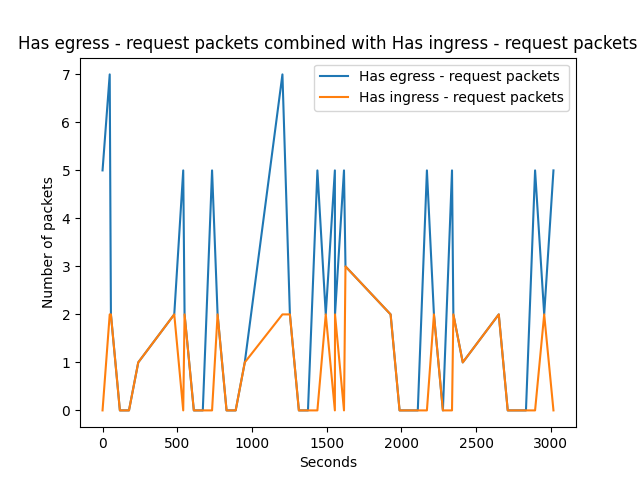 Has egress - request packets combined with Has ingress - request packets
Has egress - request packets
Has ingress - request packets
Number of packets
7
6
5
4
3
2
1
0
0 500 1000 1500 2000 2500 3000
Seconds